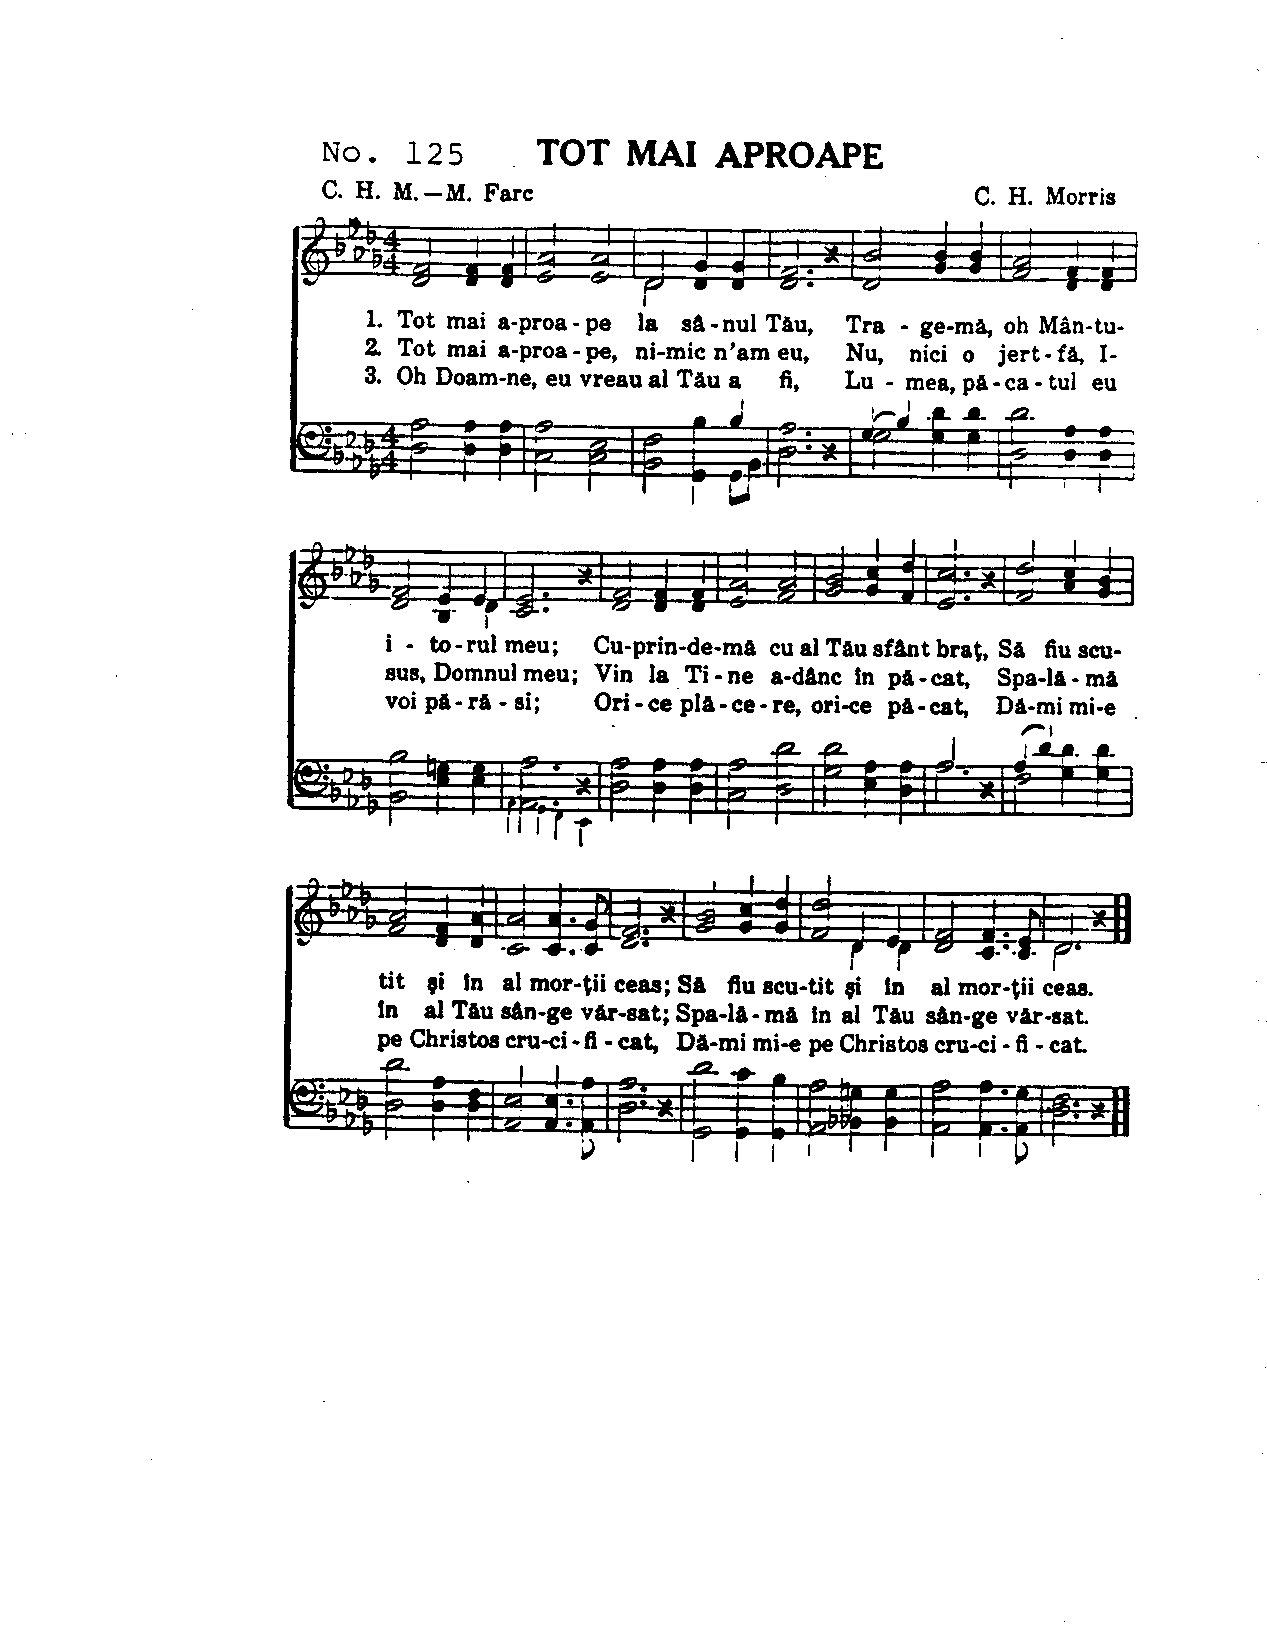 No. 125 TOT MAI APROAPE
C. H. M.—M. Farc
C. H. Morris
1. Tot mai a-proa-pe la sâ-nul Tău, Tra - ge-mă, oh Mân-tu-
2. Tot mai a-proa-pe, ni-mic n'am eu, Nu, nici o jert-fă, I-
3. Oh Doam-ne, eu vreau al Tău a fi, Lu - mea, pă-ca-tul eu
i - to-rul meu; Cu-prin-de-mă cu al Tău sfânt braț, Să fiu scu-
sus, Domnul meu; Vin la Ti-ne a-dânc în pă-cat, Spa-lă-mă
voi pă-ră-si; Ori-ce plă-ce-re, ori-ce pă-cat, Dă-mi mi-e
tit și în al mor-ții ceas; Să fiu scu-tit și în al mor-ții ceas.
în al Tău sân-ge văr-sat; Spa-lă-mă în al Tău sân-ge văr-sat.
pe Christos cru-ci-fi-cat, Dă-mi mi-e pe Christos cru-ci-fi-cat.